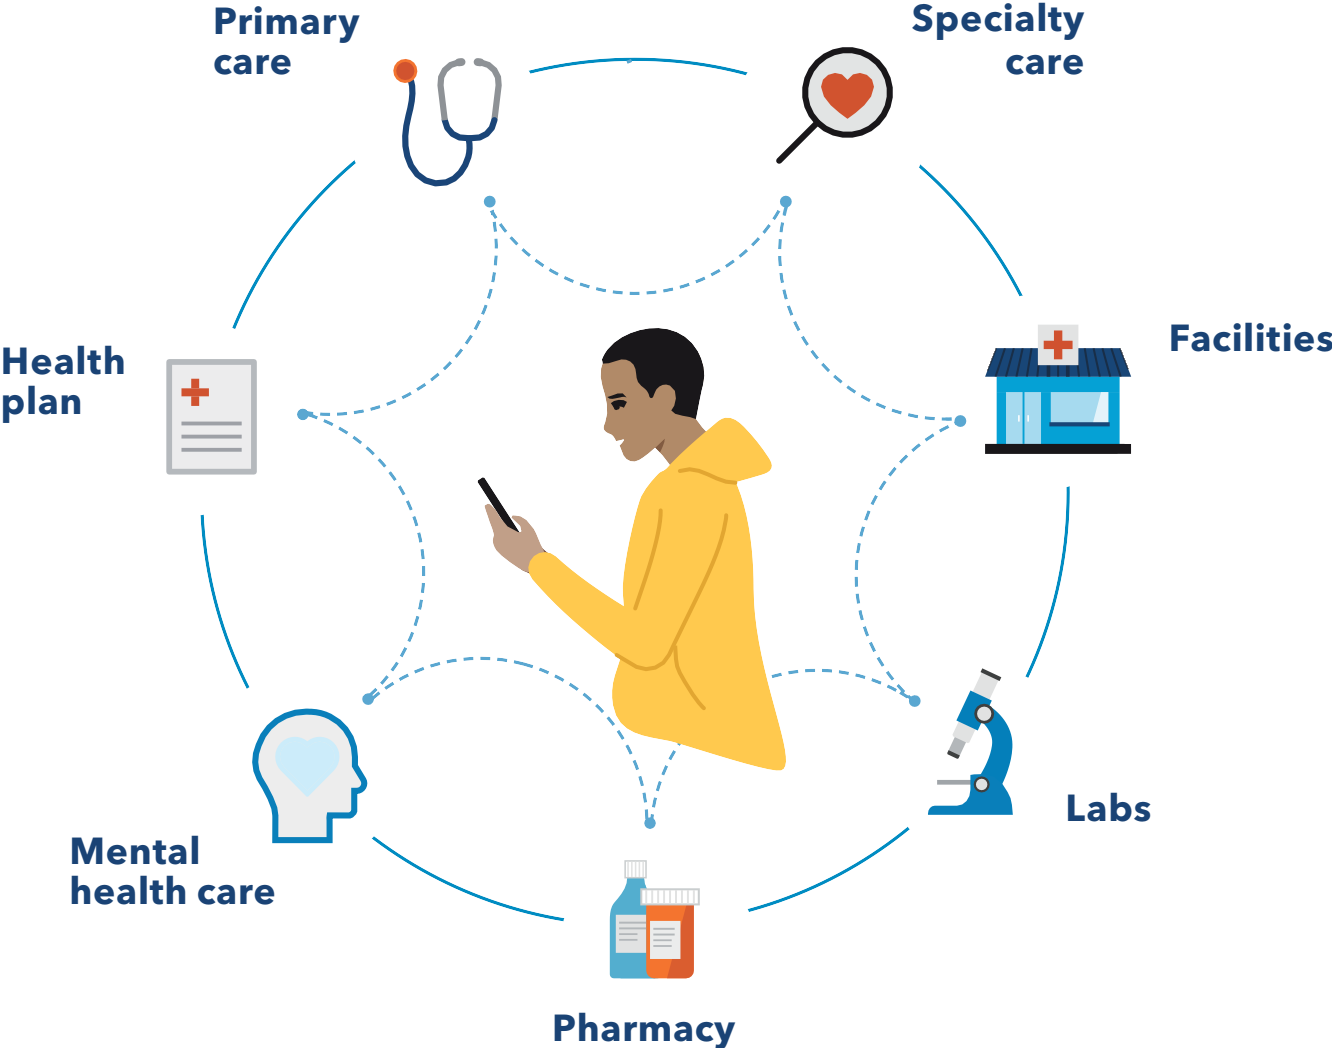 Primary
care
Specialty
care
Facilities
Health
plan
Labs
Mental
health care
Pharmacy